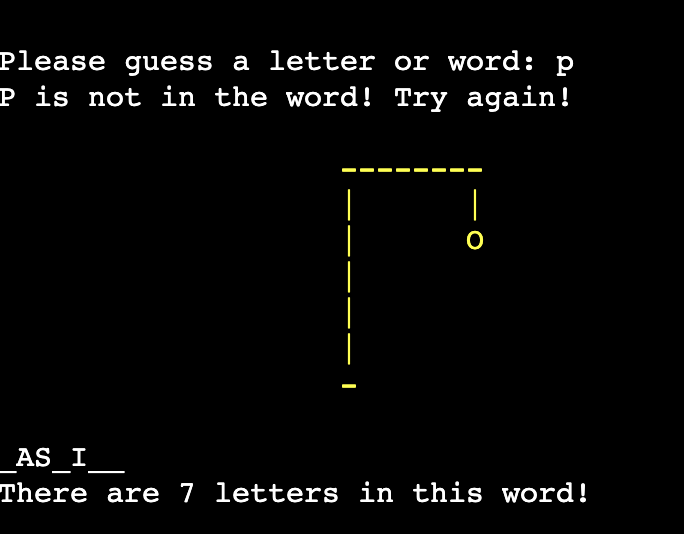 Please guess a letter or word: p
P is not in the word! Try again!
--------
| |
| o
|
|
|
-
_AS_I__
There are 7 letters in this word!